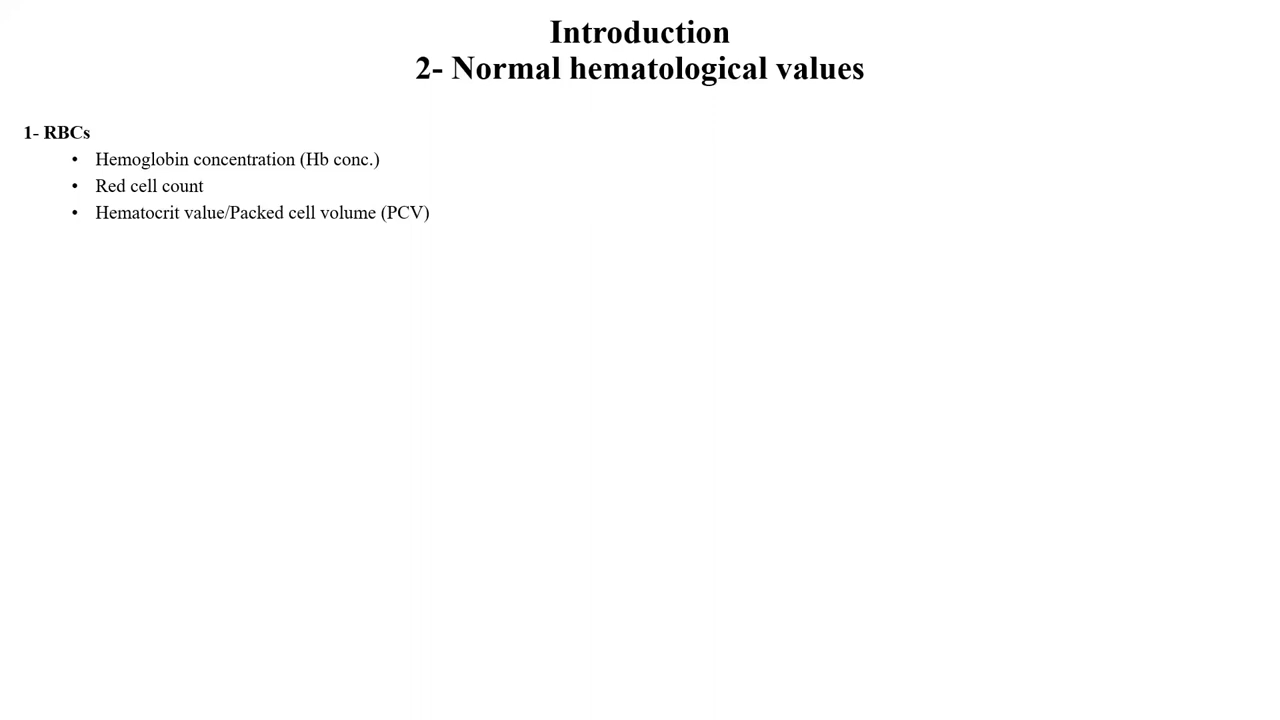 Introduction
2- Normal hematological values
1- RBCs
• Hemoglobin concentration (Hb conc.)
• Red cell count
• Hematocrit value/Packed cell volume (PCV)